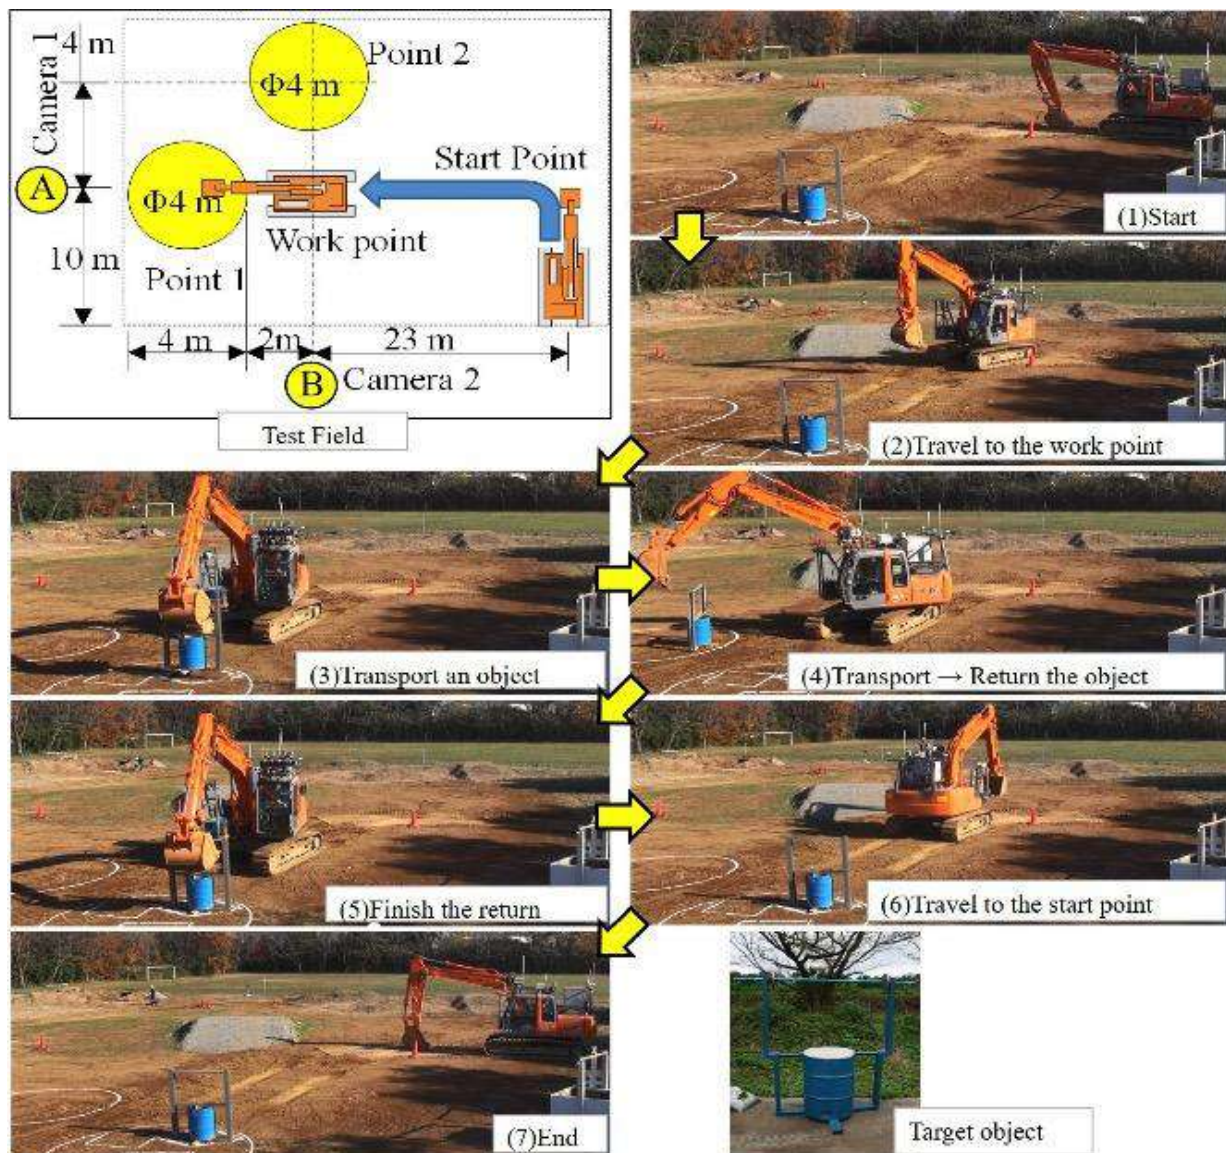 4 m
Camera 1
A
10 m
Φ4 m
Point 2
Start Point
Φ4 m
Work point
Point 1
4 m
2m
23 m
B
Camera 2
Test Field
(1)Start
(2)Travel to the work point
(3)Transport an object
(4)Transport → Return the object
(5)Finish the return
(6)Travel to the start point
(7)End
Target object